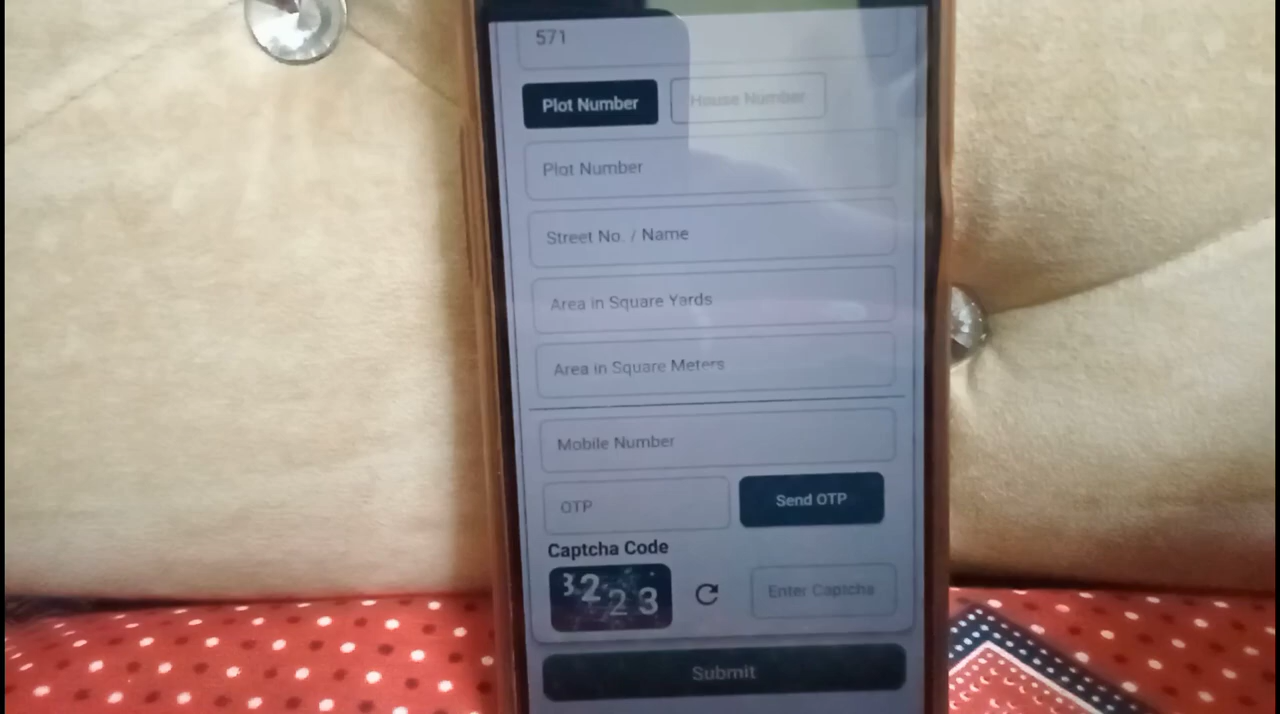 571
Plot Number
House Number
Plot Number
Street No. / Name
Area in Square Yards
Area in Square Meters
Mobile Number
OTP
Send OTP
Captcha Code
3223
Enter Captcha
Submit